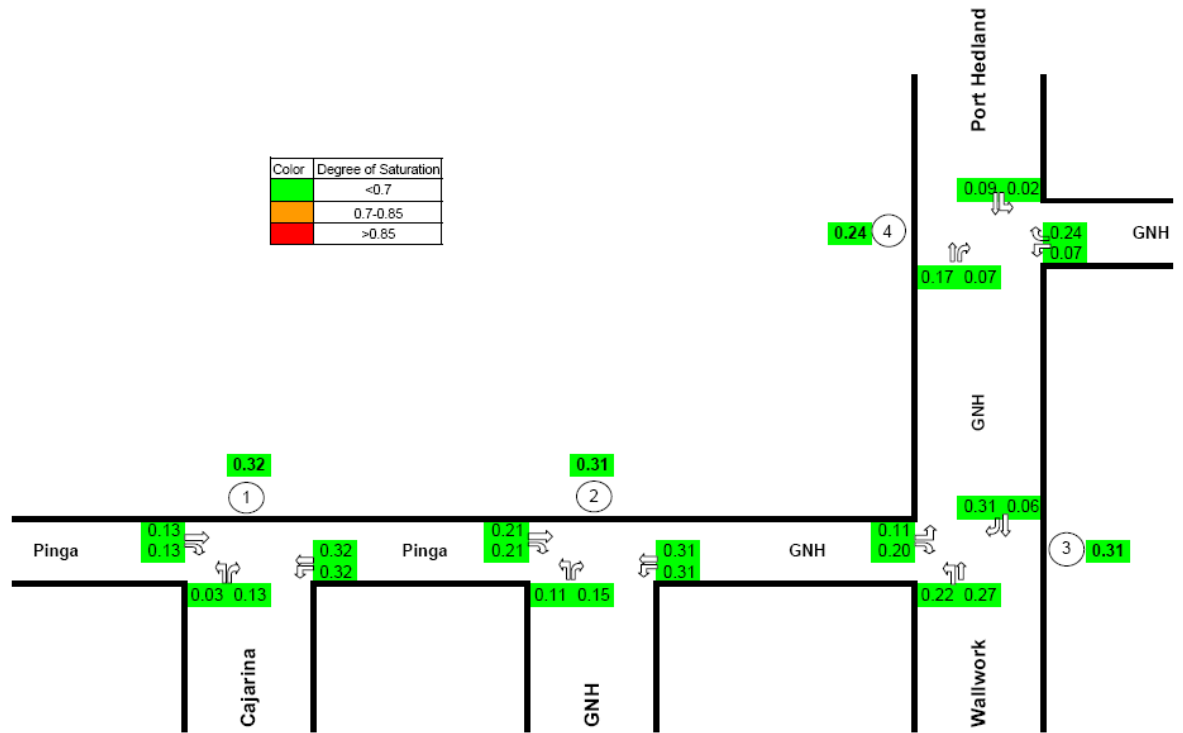 Port Hedland
Color Degree of Saturation
<0.7
0.7-0.85
>0.85
0.09 0.02
0.24 4
0.24
0.07
GNH
0.17 0.07
GNH
0.32
1
0.31
2
0.31 0.06
Pinga
0.13
0.13
0.32
0.32
Pinga
0.21
0.21
0.31
0.31
GNH
0.11
0.20
3 0.31
0.03 0.13
0.11 0.15
0.22 0.27
Cajarina
GNH
Wallwork